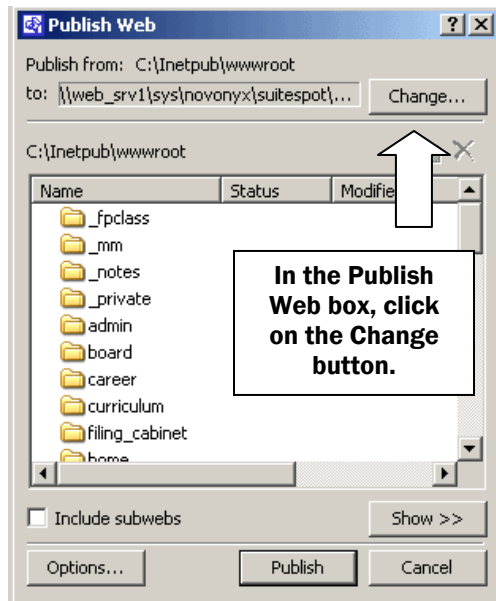 Publish Web
Publish from: C:\Inetpub\wwwroot
to: \\web_srv1\sys\novonyx\suitespot\...
Change...
C:\Inetpub\wwwroot
Name Status Modifie
_fpclass
_mm
_notes
_private
admin
board
career
curriculum
filing_cabinet
home
In the Publish
Web box, click
on the Change
button.
Include subwebs
Show >>
Options... Publish Cancel